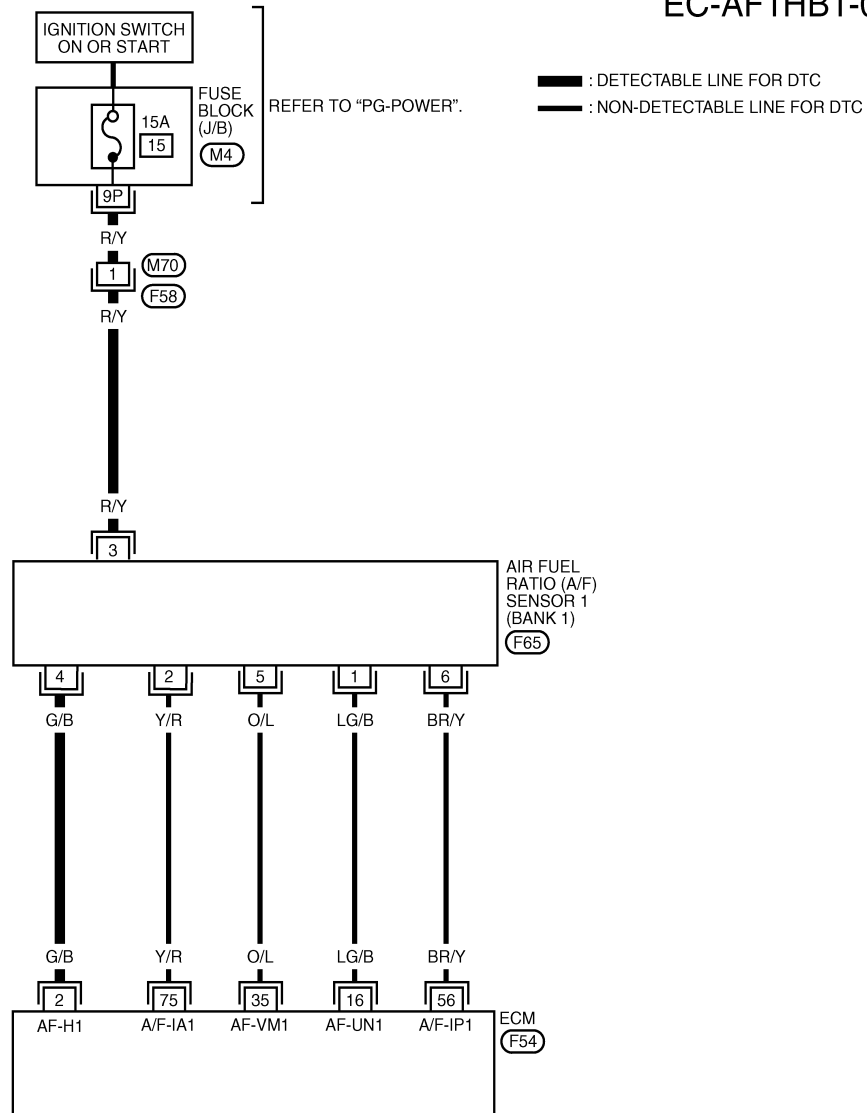 EC-AF1HB1-0
IGNITION SWITCH
ON OR START
FUSE
BLOCK
(J/B)
M4
15A
15
REFER TO “PG-POWER”.
: DETECTABLE LINE FOR DTC
: NON-DETECTABLE LINE FOR DTC
9P
R/Y
1
M70
F58
R/Y
R/Y
3
AIR FUEL
RATIO (A/F)
SENSOR 1
(BANK 1)
F65
4 2 5 1 6
G/B Y/R O/L LG/B BR/Y
G/B Y/R O/L LG/B BR/Y
2 75 35 16 56
AF-H1 A/F-IA1 AF-VM1 AF-UN1 A/F-IP1
ECM
F54